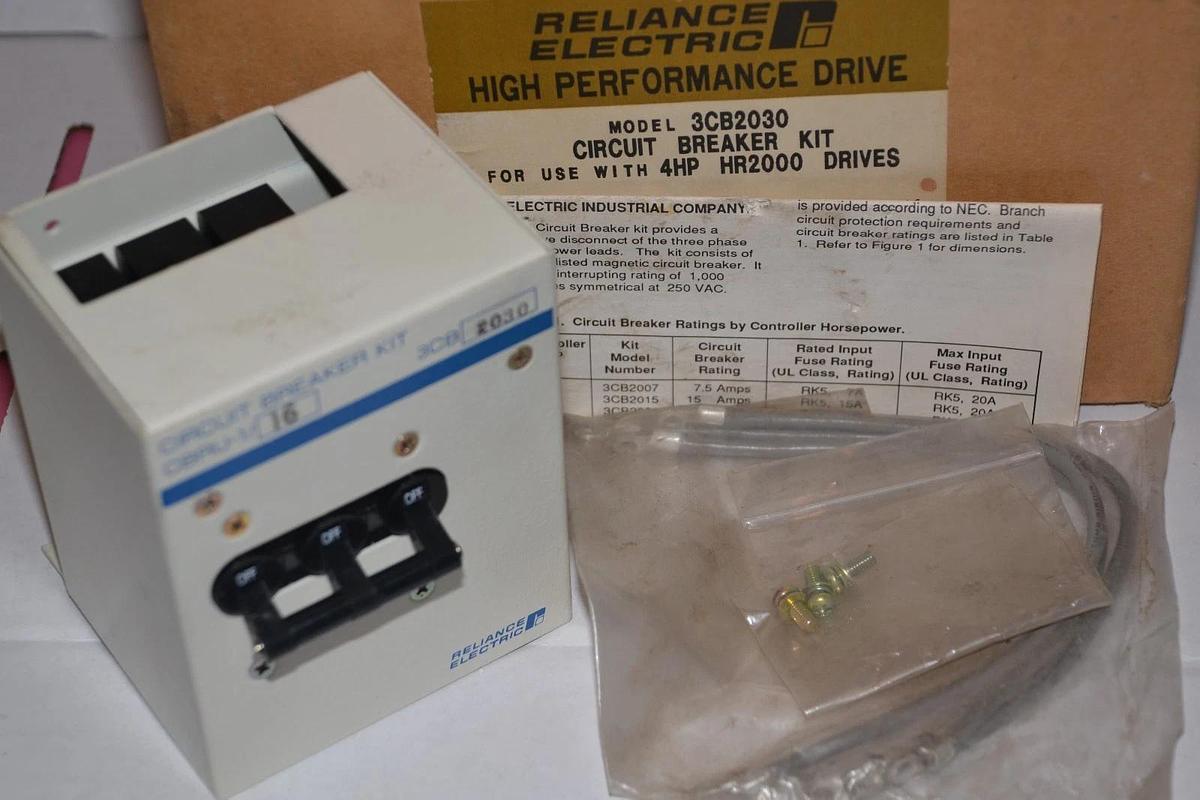 RELIANCE
ELECTRIC
HIGH PERFORMANCE DRIVE
MODEL 3CB2030
CIRCUIT BREAKER KIT
FOR USE WITH 4HP HR2000 DRIVES
ELECTRIC INDUSTRIAL COMPANY
Circuit Breaker kit provides a
disconnect of the three phase
ower leads. The kit consists of
listed magnetic circuit breaker. It
interrupting rating of 1,000
symmetrical at 250 VAC.
is provided according to NEC. Branch
circuit protection requirements and
circuit breaker ratings are listed in Table
1. Refer to Figure 1 for dimensions.
Circuit Breaker Ratings by Controller Horsepower.
Kit
Model
Number
Circuit
Breaker
Rating
Rated Input
Fuse Rating
(UL Class, Rating)
Max Input
Fuse Rating
(UL Class, Rating)
3CB2007 7.5 Amps RK5, 7A RK5, 20A
3CB2015 15 Amps RK5, 15A RK5, 20A
CIRCUIT BREAKER KIT 3CB 2030
16
OFF
OFF
OFF
RELIANCE
ELECTRIC